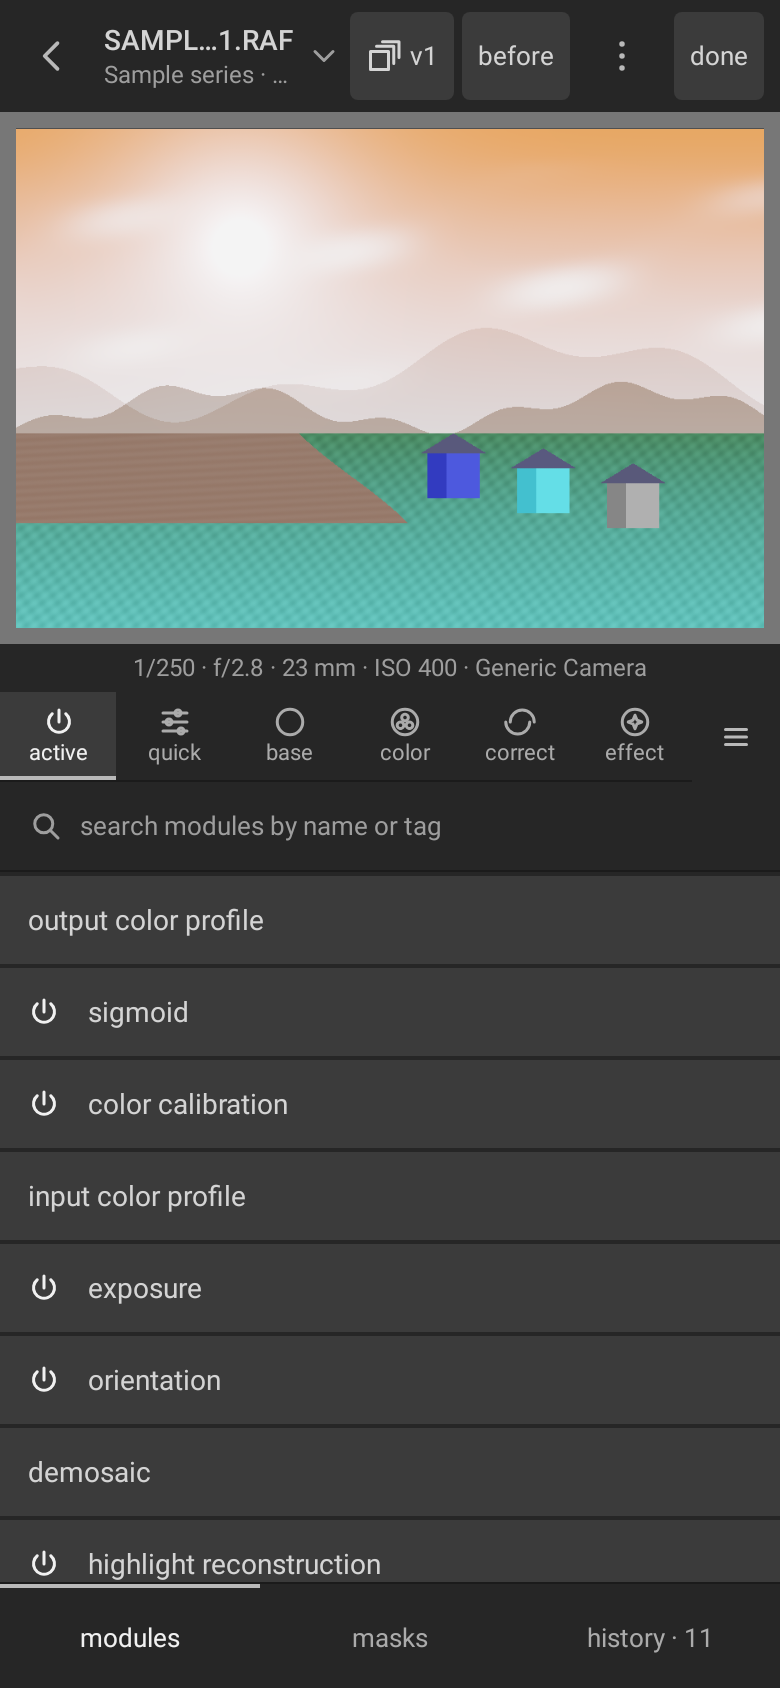 SAMPL...1.RAF
Sample series · ...
v1
before
done
1/250 · f/2.8 · 23 mm · ISO 400 · Generic Camera
active
quick
base
color
correct
effect
search modules by name or tag
output color profile
sigmoid
color calibration
input color profile
exposure
orientation
demosaic
highlight reconstruction
modules
masks
history · 11